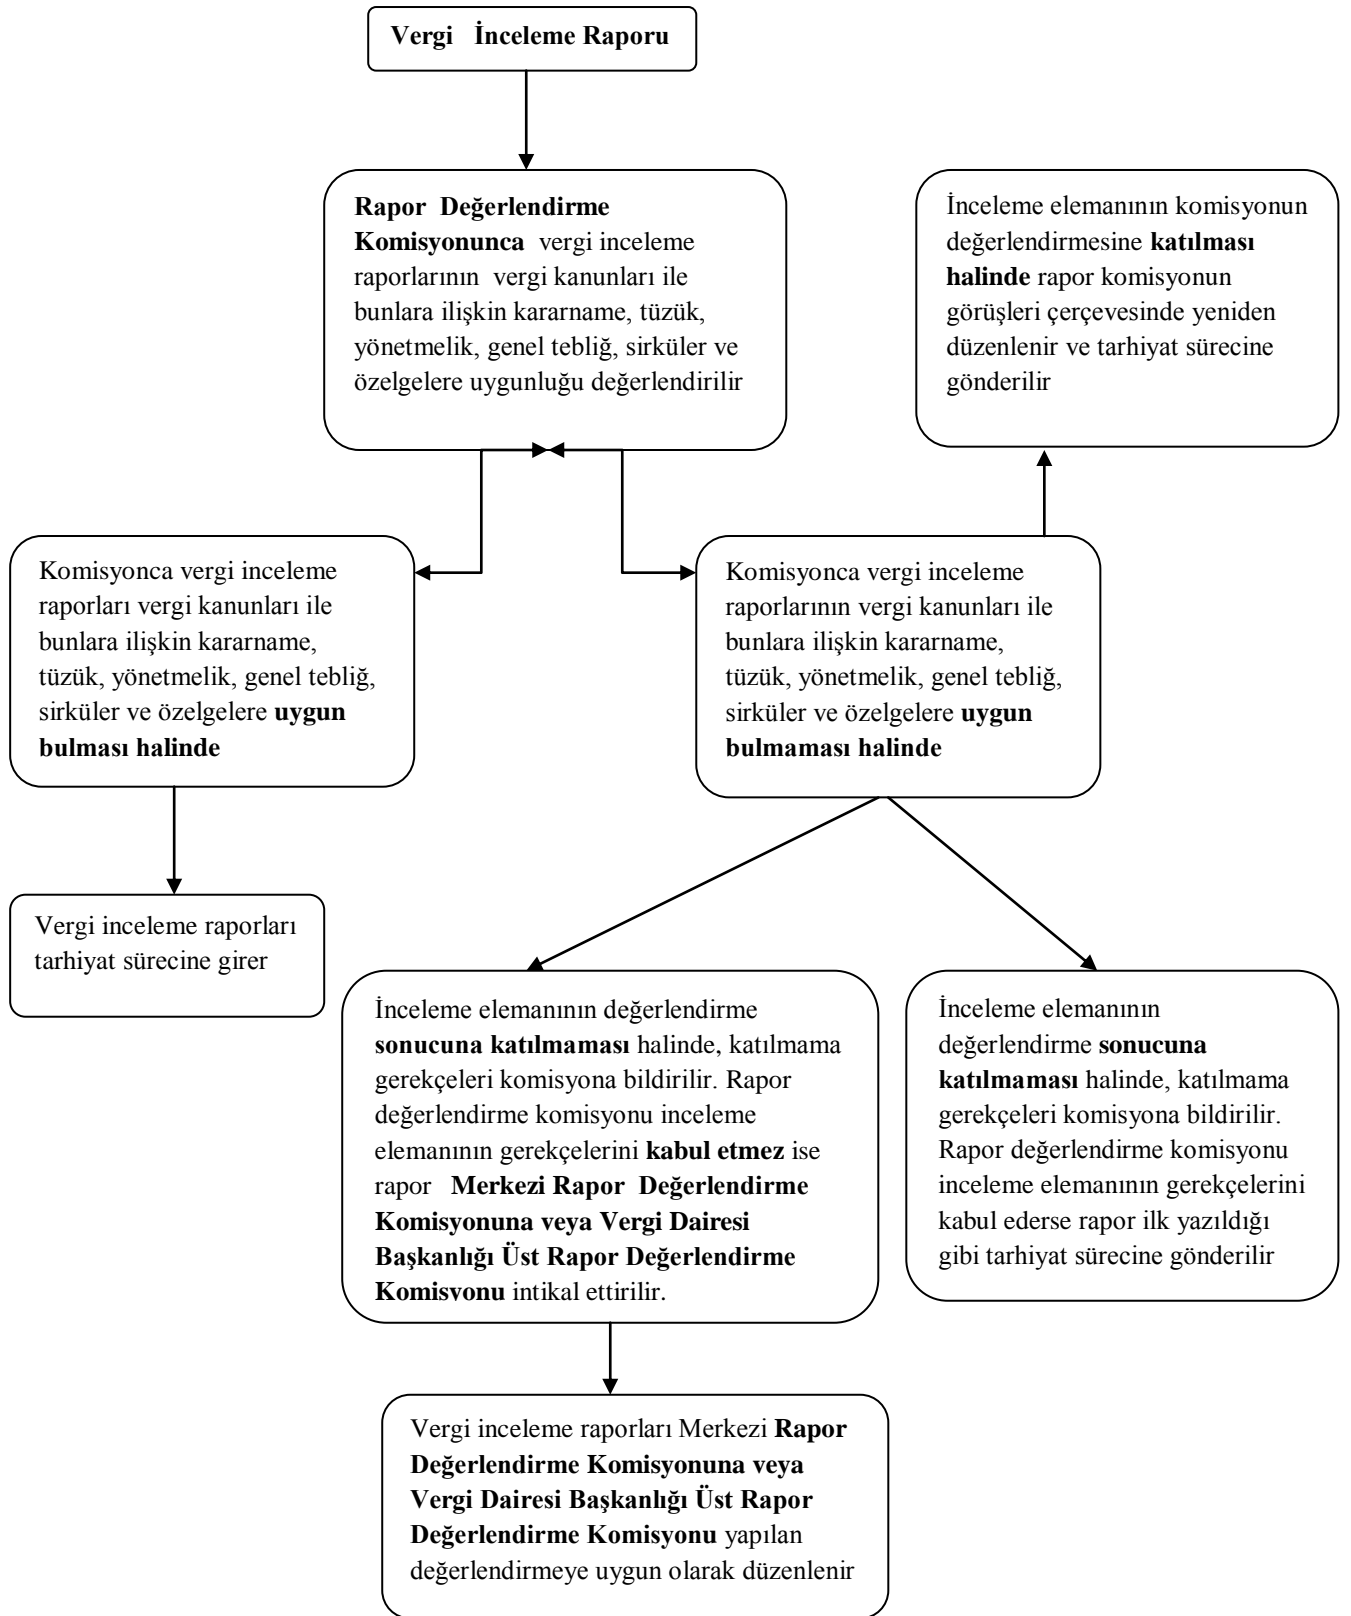 Vergi İnceleme Raporu
Rapor Değerlendirme
Komisyonunca vergi inceleme
raporlarının vergi kanunları ile
bunlara ilişkin kararname, tüzük,
yönetmelik, genel tebliğ, sirküler ve
özelgelere uygunluğu değerlendirilir
İnceleme elemanının komisyonun
değerlendirmesine katılması
halinde rapor komisyonun
görüşleri çerçevesinde yeniden
düzenlenir ve tarhiyat sürecine
gönderilir
Komisyonca vergi inceleme
raporları vergi kanunları ile
bunlara ilişkin kararname,
tüzük, yönetmelik, genel tebliğ,
sirküler ve özelgelere uygun
bulması halinde
Komisyonca vergi inceleme
raporlarının vergi kanunları ile
bunlara ilişkin kararname,
tüzük, yönetmelik, genel tebliğ,
sirküler ve özelgelere uygun
bulmaması halinde
Vergi inceleme raporları
tarhiyat sürecine girer
İnceleme elemanının değerlendirme
sonucuna katılmaması halinde, katılmama
gerekçeleri komisyona bildirilir. Rapor
değerlendirme komisyonu inceleme
elemanının gerekçelerini kabul etmez ise
rapor Merkezi Rapor Değerlendirme
Komisyonuna veya Vergi Dairesi
Başkanlığı Üst Rapor Değerlendirme
Komisyonu intikal ettirilir.
İnceleme elemanının
değerlendirme sonucuna
katılmaması halinde, katılmama
gerekçeleri komisyona bildirilir.
Rapor değerlendirme komisyonu
inceleme elemanının gerekçelerini
kabul ederse rapor ilk yazıldığı
gibi tarhiyat sürecine gönderilir
Vergi inceleme raporları Merkezi Rapor
Değerlendirme Komisyonuna veya
Vergi Dairesi Başkanlığı Üst Rapor
Değerlendirme Komisyonu yapılan
değerlendirmeye uygun olarak düzenlenir